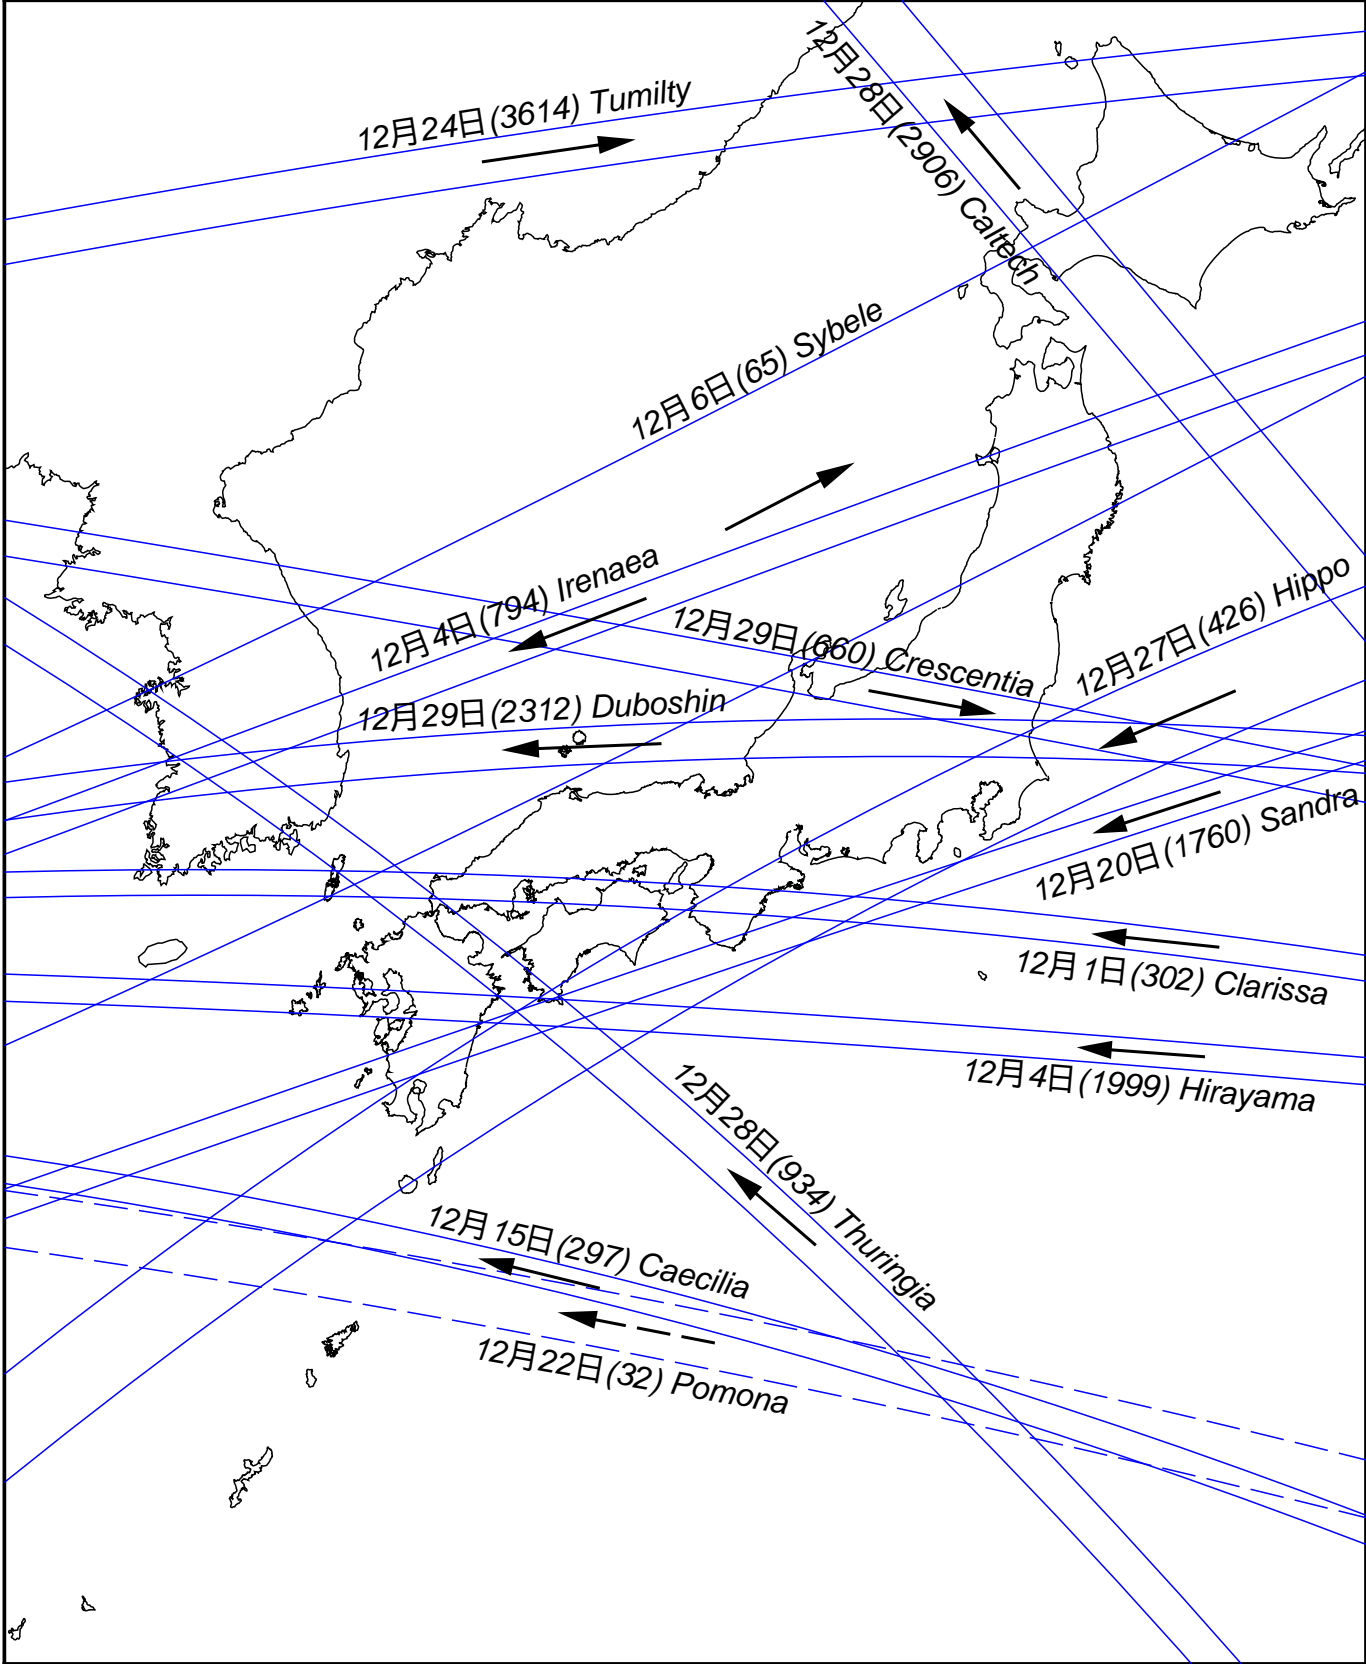 12月28日(2906) Caltech
12月24日(3614) Tumilty
12月6日(65) Sybele
12月4日(794) Irenaea
12月29日(660) Crescentia
12月27日(426) Hippo
12月29日(2312) Duboshin
12月20日(1760) Sandra
12月1日(302) Clarissa
12月4日(1999) Hirayama
12月28日(934) Thuringia
12月15日(297) Caecilia
12月22日(32) Pomona